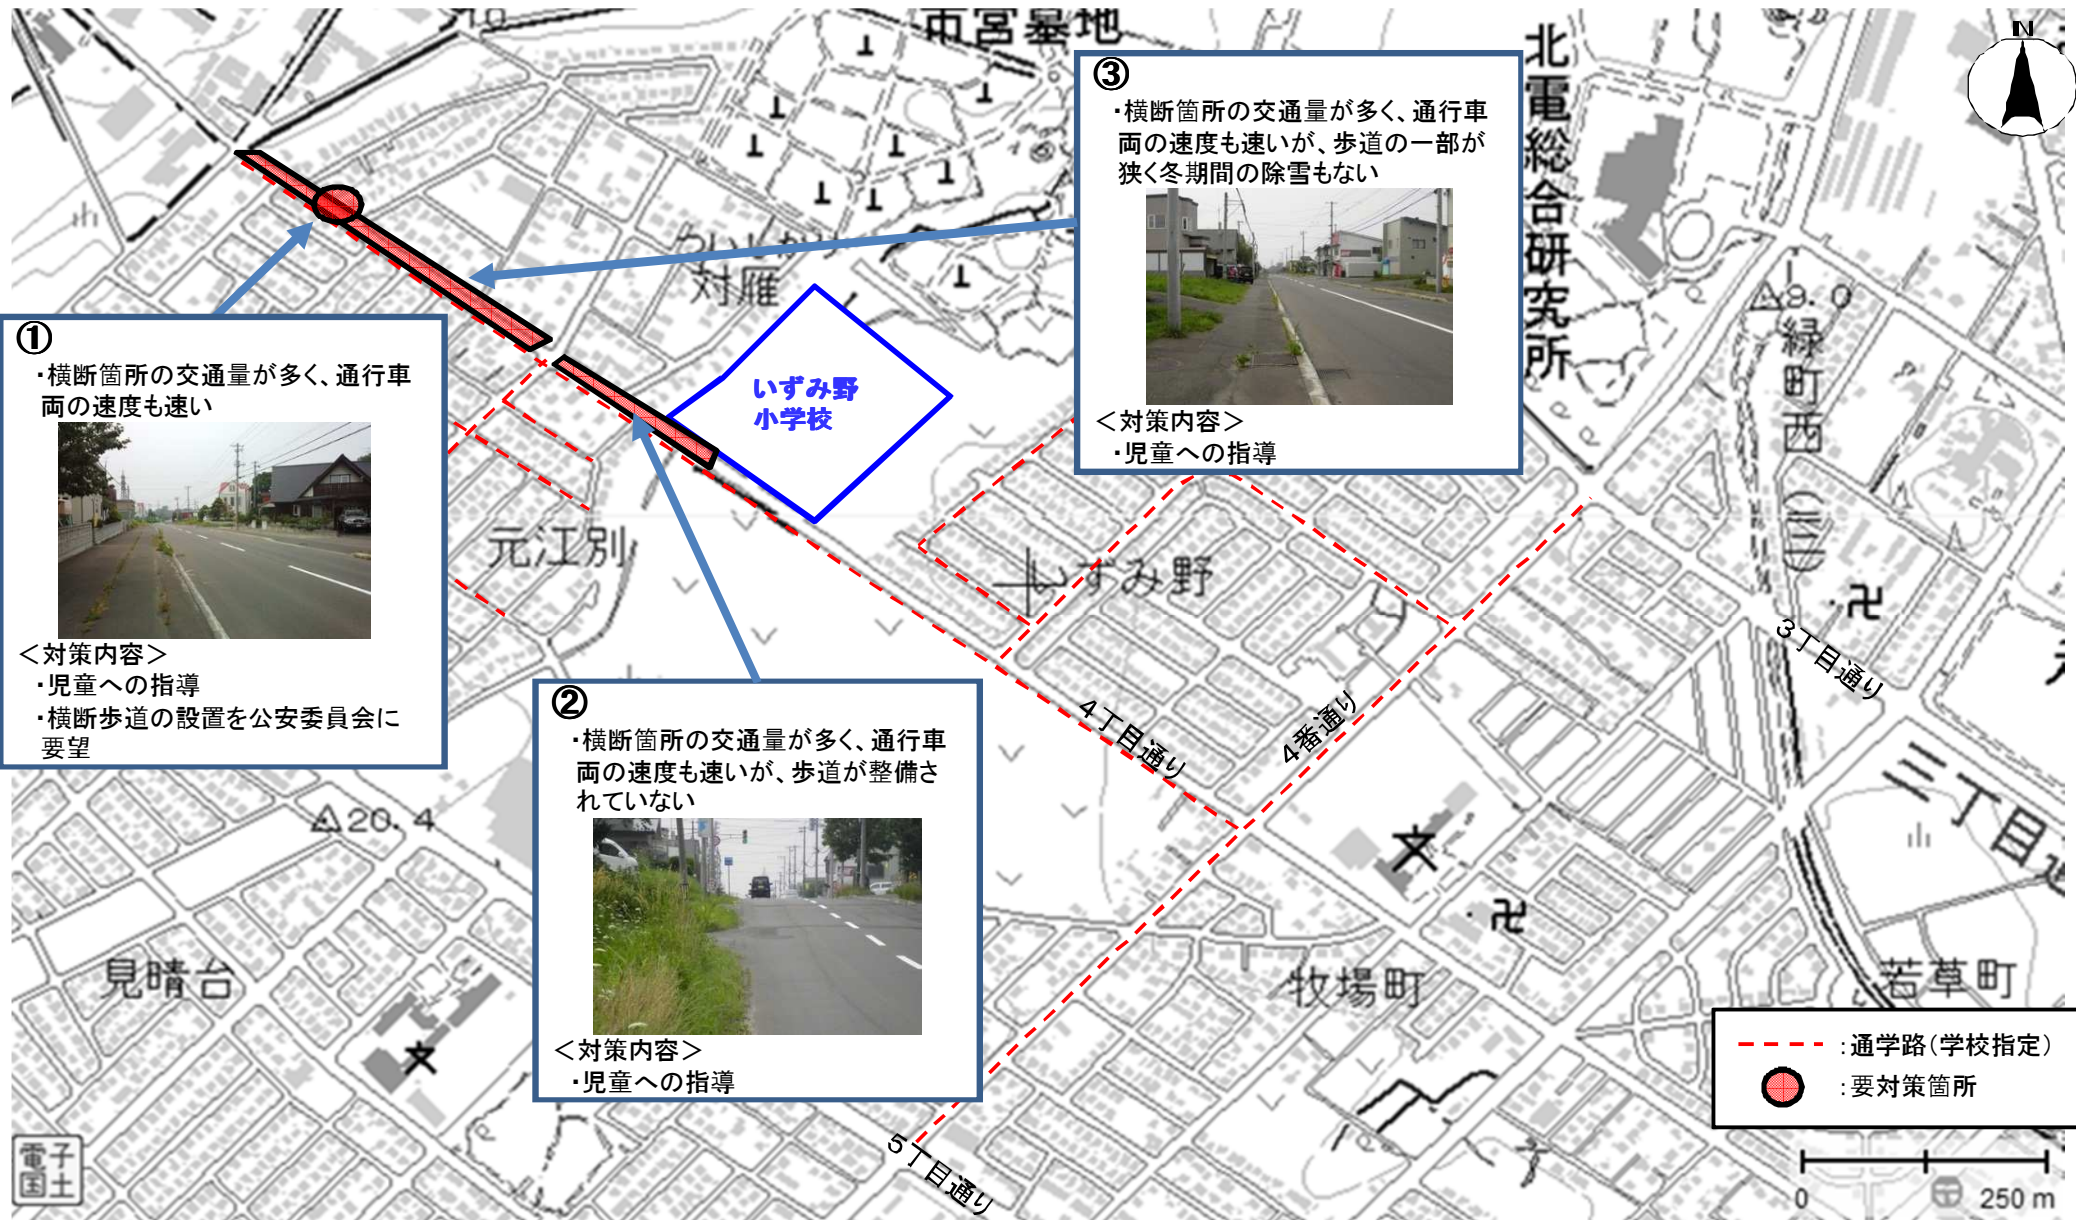 市営墓地
北電総合研究所
N
③
・横断箇所の交通量が多く、通行車
両の速度も速いが、歩道の一部が
狭く冬期間の除雪もない
<対策内容>
・児童への指導
①
・横断箇所の交通量が多く、通行車
両の速度も速い
<対策内容>
・児童への指導
・横断歩道の設置を公安委員会に
要望
②
・横断箇所の交通量が多く、通行車
両の速度も速いが、歩道が整備さ
れていない
<対策内容>
・児童への指導
ついしかり
対雁
いずみ野
小学校
元江別
いずみ野
9.0
緑町西(三)
3丁目通り
4丁目通り
4番通り
三丁目通
20.4
見晴台
牧場町
若草町
5丁目通り
:通学路(学校指定)
:要対策箇所
電子
国土
0
250 m